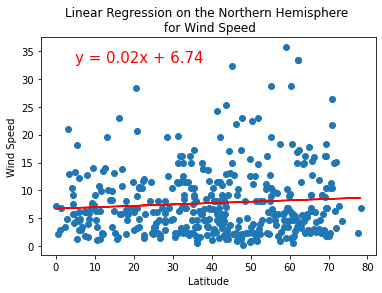 Linear Regression on the Northern Hemisphere
for Wind Speed
y = 0.02x + 6.74
35
30
25
20
15
10
5
0
Wind Speed
0 10 20 30 40 50 60 70 80
Latitude